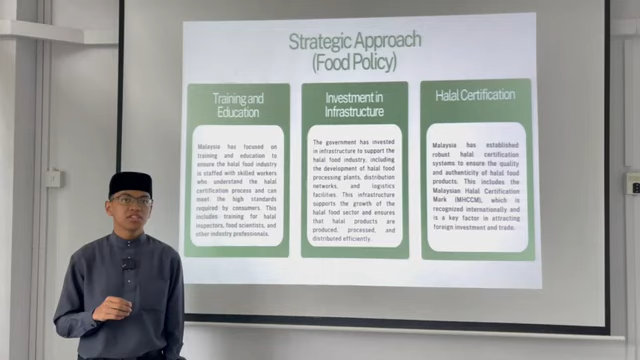 Strategic Approach
(Food Policy)
Training and
Education
Malaysia has focused on
training and education to
ensure the halal food industry
is staffed with skilled workers
who understand the halal
certification process and can
meet the high standards
required by consumers. This
includes training for halal
inspectors, food scientists, and
other industry professionals.
Investment in
Infrastructure
The government has invested
in infrastructure to support the
halal food industry, including
the development of halal food
processing plants, distribution
networks, and logistics
facilities. This infrastructure
supports the growth of the
halal food sector and ensures
that halal products are
produced, processed, and
distributed efficiently.
Halal Certification
Malaysia has established
robust halal certification
systems to ensure the quality
and authenticity of halal food
products. This includes the
Malaysian Halal Certification
Mark (MHCCM), which is
recognized internationally and is
a key factor in attracting
foreign investment and trade.